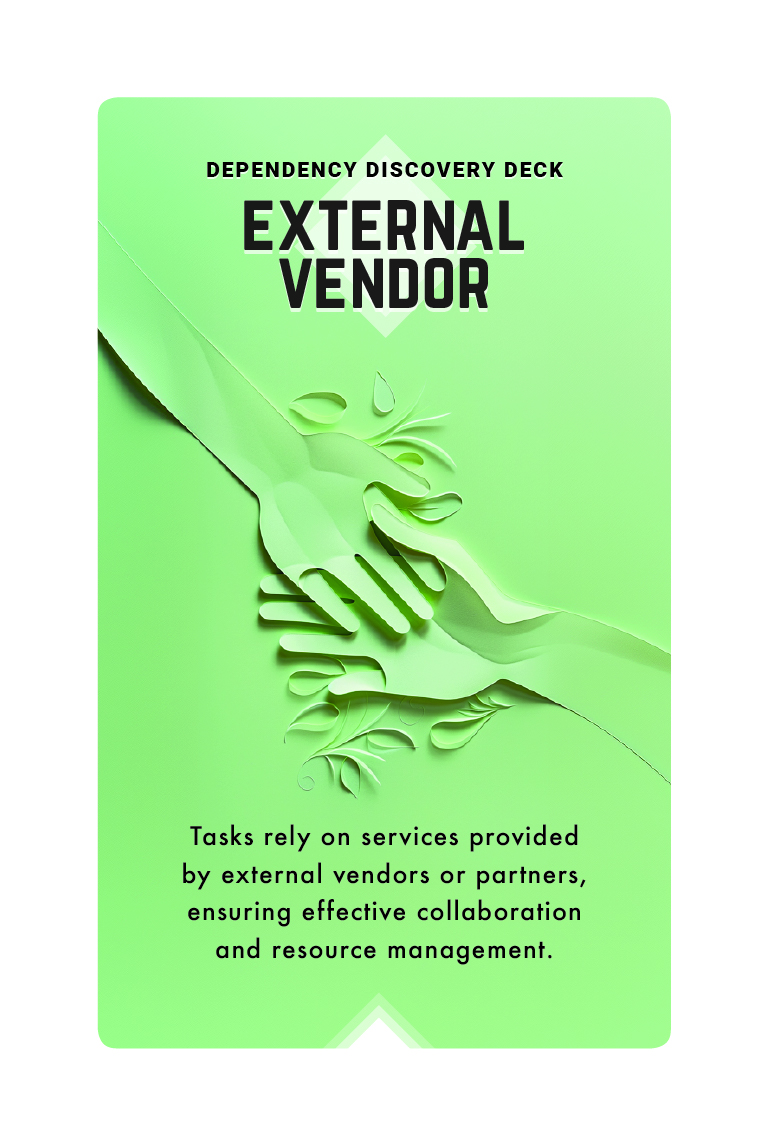 DEPENDENCY DISCOVERY DECK
EXTERNAL
VENDOR
Tasks rely on services provided
by external vendors or partners,
ensuring effective collaboration
and resource management.